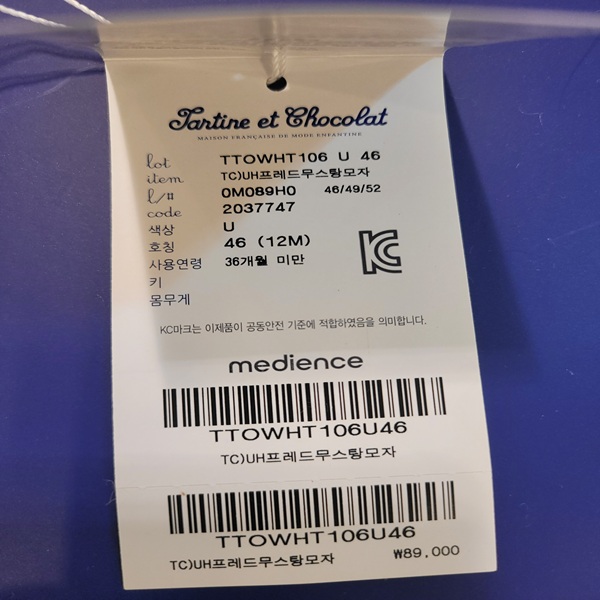 Tartine et Chocolat
MAISON FRANÇAISE DE MODE ENFANTINE
lot TTOWHT106 U 46
item TC)UH프레드무스탕모자
l/# 0M089H0 46/49/52
code 2037747
색상 U
호칭 46 (12M)
사용연령 36개월 미만
키
몸무게
KC
KC마크는 이제품이 공통안전 기준에 적합하였음을 의미합니다.
medience
TTOWHT106U46
TC)UH프레드무스탕모자
TTOWHT106U46
TC)UH프레드무스탕모자 ₩89,000